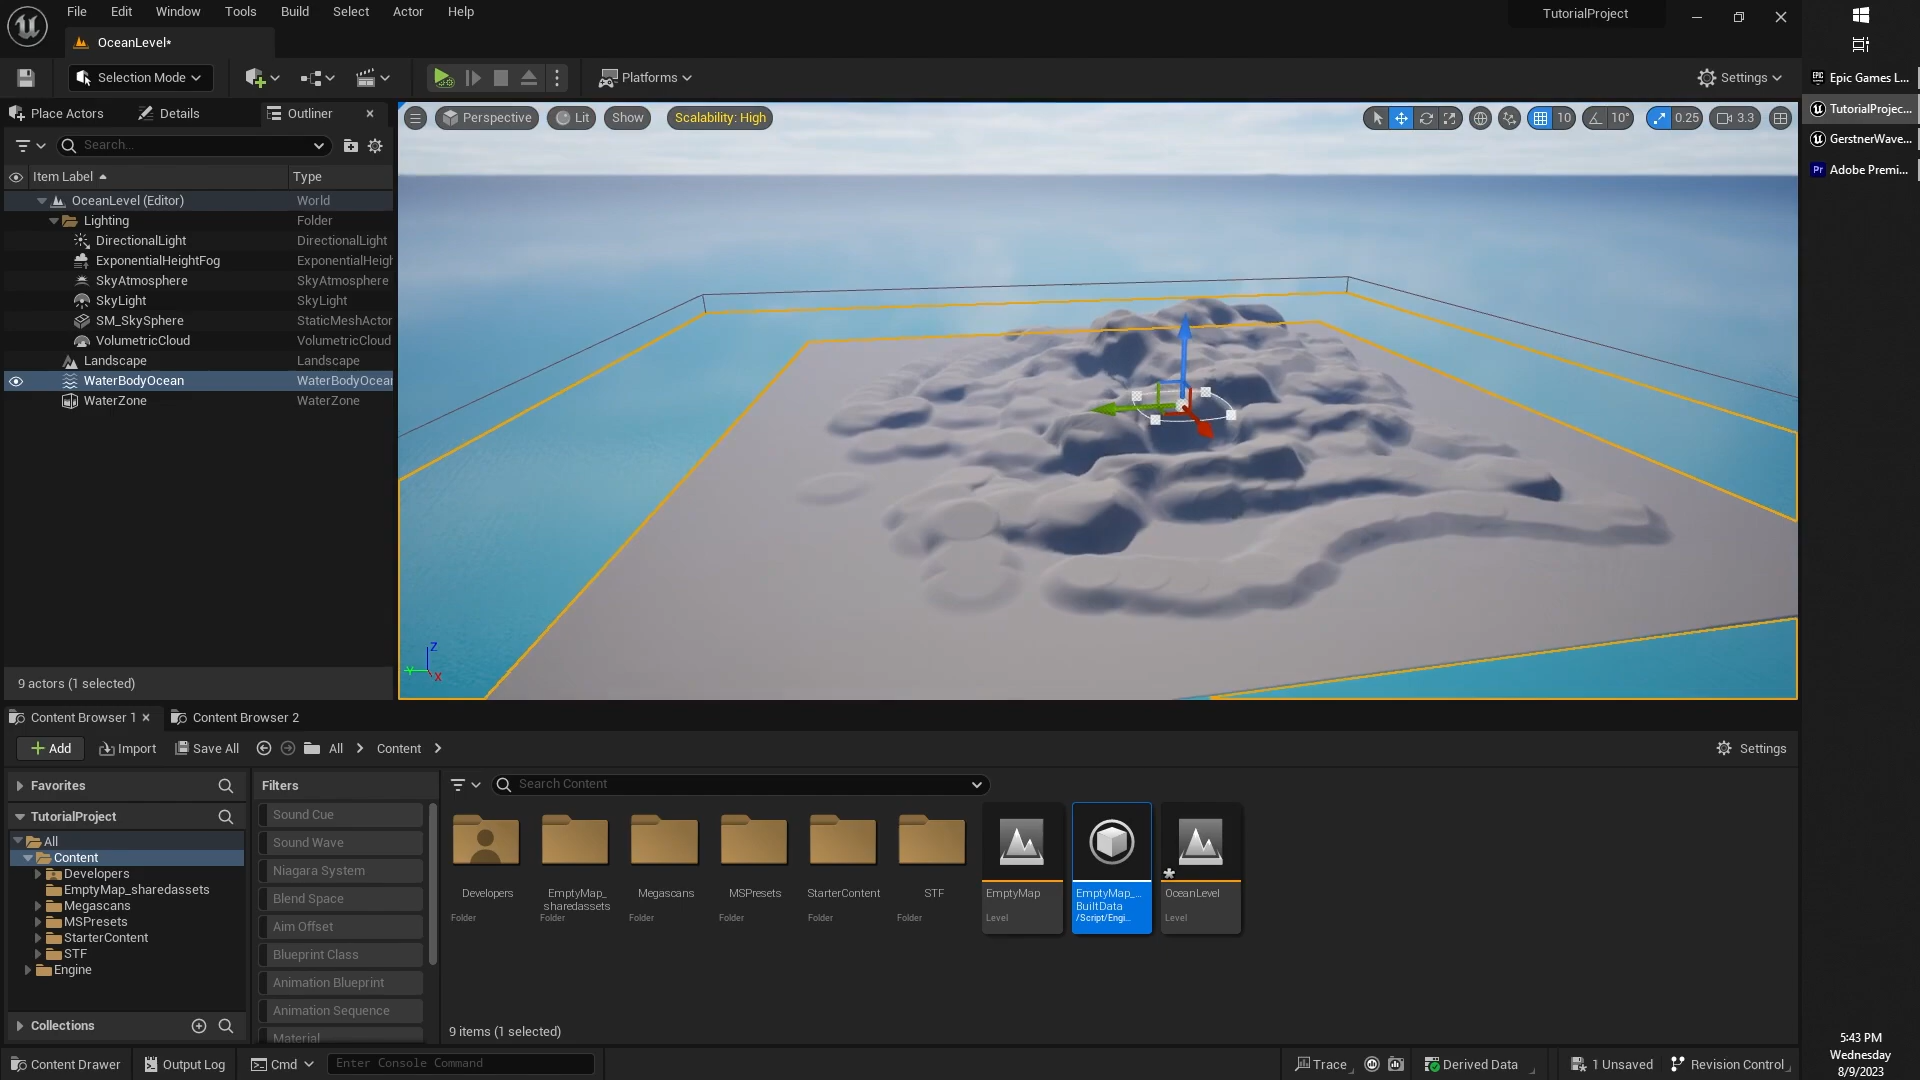 File Edit Window Tools Build Select Actor Help
TutorialProject
OceanLevel*
Selection Mode
Platforms
Settings
Epic Games L...
TutorialProjec...
GerstnerWave...
Adobe Premi...
Place Actors Details Outliner
Search...
Item Label Type
OceanLevel (Editor) World
Lighting Folder
DirectionalLight DirectionalLight
ExponentialHeightFog ExponentialHeigh
SkyAtmosphere SkyAtmosphere
SkyLight SkyLight
SM_SkySphere StaticMeshActor
VolumetricCloud VolumetricCloud
Landscape Landscape
WaterBodyOcean WaterBodyOcean
WaterZone WaterZone
9 actors (1 selected)
Perspective Lit Show Scalability: High 10 10° 0.25 3.3
Z
Y
X
Content Browser 1 Content Browser 2
Add Import Save All All Content Settings
Favorites
TutorialProject
All
Content
Developers
EmptyMap_sharedassets
Megascans
MSPresets
StarterContent
STF
Engine
Collections
Filters
Sound Cue
Sound Wave
Niagara System
Blend Space
Aim Offset
Blueprint Class
Animation Blueprint
Animation Sequence
Material
Search Content
Developers
Folder
EmptyMap_
sharedassets
Folder
Megascans
Folder
MSPresets
Folder
StarterContent
Folder
STF
Folder
EmptyMap
Level
EmptyMap_...
BuiltData
/Script/Engi...
OceanLevel
Level
9 items (1 selected)
Content Drawer Output Log Cmd Enter Console Command Trace Derived Data 1 Unsaved Revision Control
5:43 PM
Wednesday
8/9/2023
Pr
EPIC